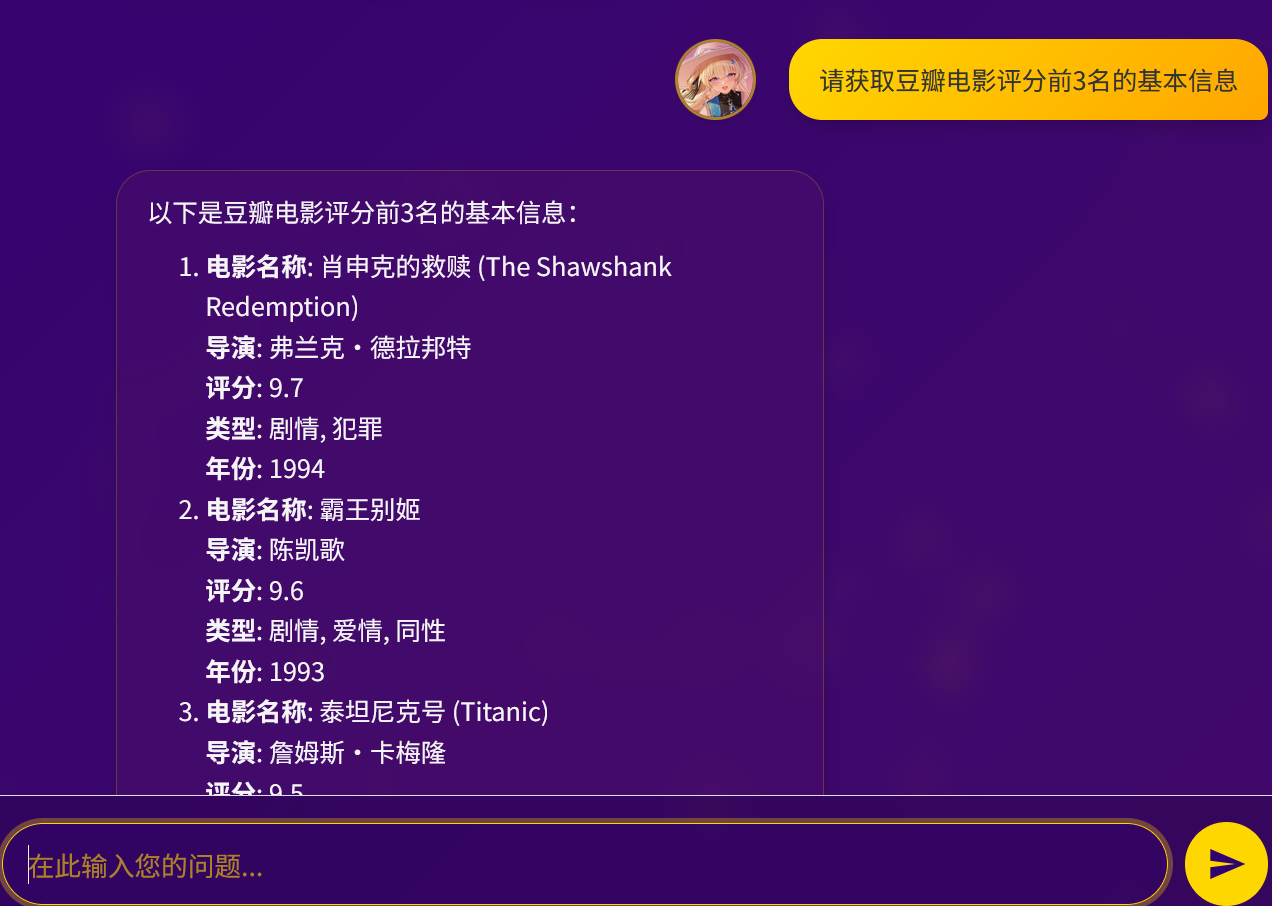 请获取豆瓣电影评分前3名的基本信息
以下是豆瓣电影评分前3名的基本信息：
1. 电影名称: 肖申克的救赎 (The Shawshank
Redemption)
导演: 弗兰克·德拉邦特
评分: 9.7
类型: 剧情, 犯罪
年份: 1994
2. 电影名称: 霸王别姬
导演: 陈凯歌
评分: 9.6
类型: 剧情, 爱情, 同性
年份: 1993
3. 电影名称: 泰坦尼克号 (Titanic)
导演: 詹姆斯·卡梅隆
评分: 9.5
在此输入您的问题...